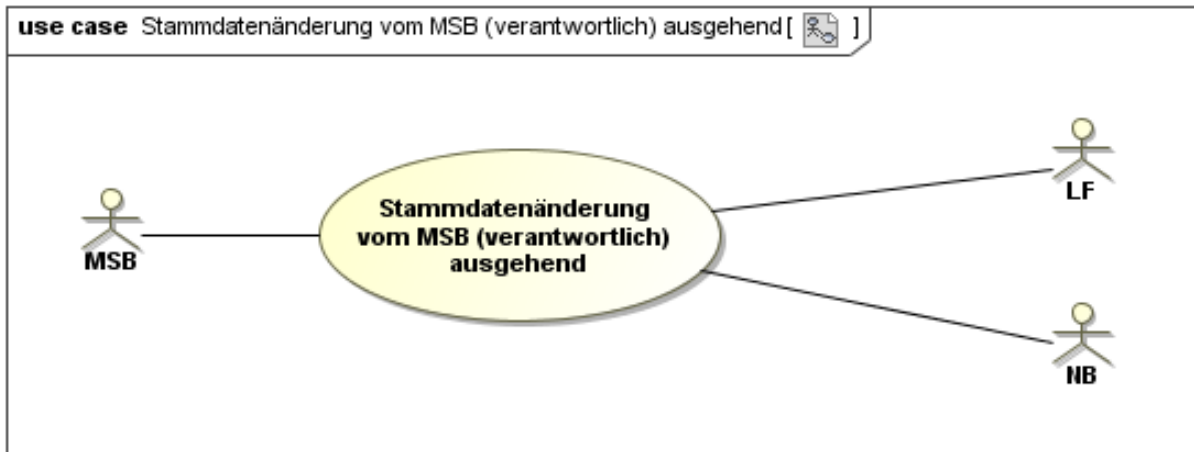 use case Stammdatenänderung vom MSB (verantwortlich) ausgehend [ ]
LF
Stammdatenänderung
vom MSB (verantwortlich)
ausgehend
MSB
NB